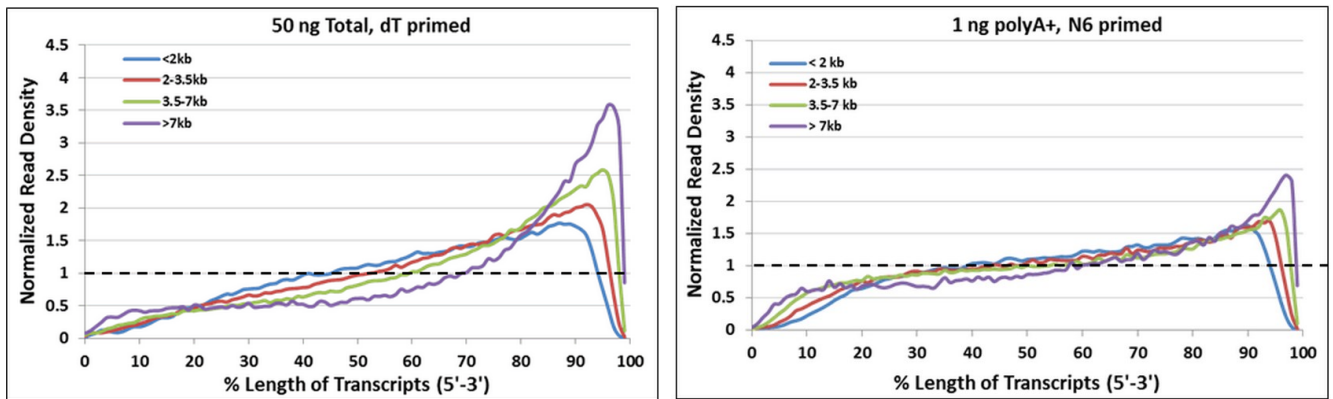 50 ng Total, dT primed
4.5
4
3.5
3
2.5
2
1.5
1
0.5
0
Normalized Read Density
<2kb
2-3.5kb
3.5-7kb
>7kb
0 10 20 30 40 50 60 70 80 90 100
% Length of Transcripts (5'-3')
1 ng polyA+, N6 primed
4.5
4
3.5
3
2.5
2
1.5
1
0.5
0
Normalized Read Density
< 2 kb
2-3.5 kb
3.5-7 kb
> 7kb
0 10 20 30 40 50 60 70 80 90 100
% Length of Transcripts (5'-3')